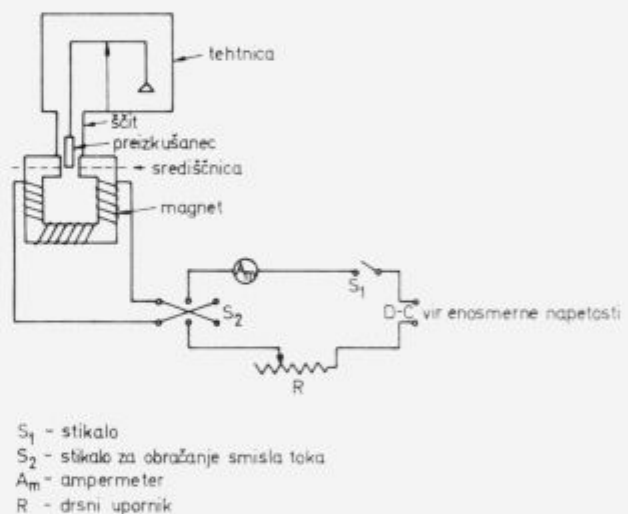 tehtnica
ščit
preizkušanec
središčnica
magnet
Am
S1
S2
D-C vir enosmerne napetosti
R
S1 - stikalo
S2 - stikalo za obračanje smisla toka
Am - ampermeter
R - drsni upornik